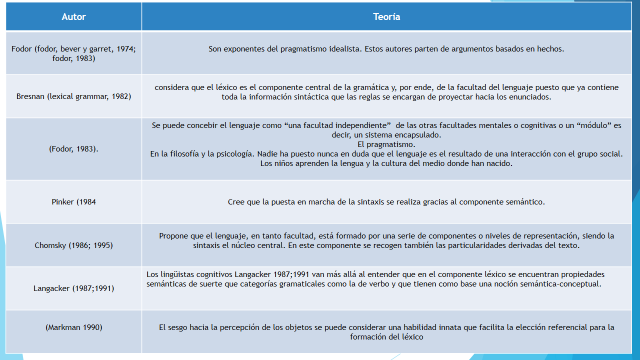 Autor
Teoría
Fodor (fodor, bever y garret, 1974;
fodor, 1983)
Son exponentes del pragmatismo idealista. Estos autores parten de argumentos basados en hechos.
Bresnan (lexical grammar, 1982)
considera que el léxico es el componente central de la gramática y, por ende, de la facultad del lenguaje puesto que ya contiene
toda la información sintáctica que las reglas se encargan de proyectar hacia los enunciados.
(Fodor, 1983).
Se puede concebir el lenguaje como “una facultad independiente”  de las otras facultades mentales o cognitivas o un “módulo” es
decir, un sistema encapsulado.
El pragmatismo.
En la filosofía y la psicología. Nadie ha puesto nunca en duda que el lenguaje es el resultado de una interacción con el grupo social.
Los niños aprenden la lengua y la cultura del medio donde han nacido.
Pinker (1984
Cree que la puesta en marcha de la sintaxis se realiza gracias al componente semántico.
Chomsky (1986; 1995)
Propone que el lenguaje, en tanto facultad, está formado por una serie de componentes o niveles de representación, siendo la
sintaxis el núcleo central. En este componente se recogen también las particularidades derivadas del texto.
Langacker (1987;1991)
Los lingüistas cognitivos Langacker 1987;1991 van más allá al entender que en el componente léxico se encuentran propiedades
semánticas de suerte que categorías gramaticales como la de verbo y que tienen como base una noción semántica-conceptual.
(Markman 1990)
El sesgo hacia la percepción de los objetos se puede considerar una habilidad innata que facilita la elección referencial para la
formación del léxico